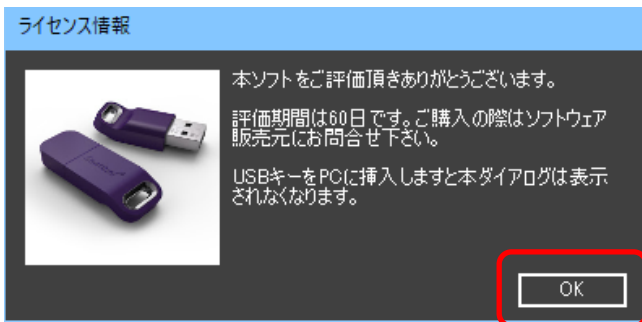 ライセンス情報
本ソフトをご評価頂きありがとうございます。
評価期間は60日です。ご購入の際はソフトウェア
販売元にお問合せ下さい。
USBキーをPCに挿入しますと本ダイアログは表示
されなくなります。
OK